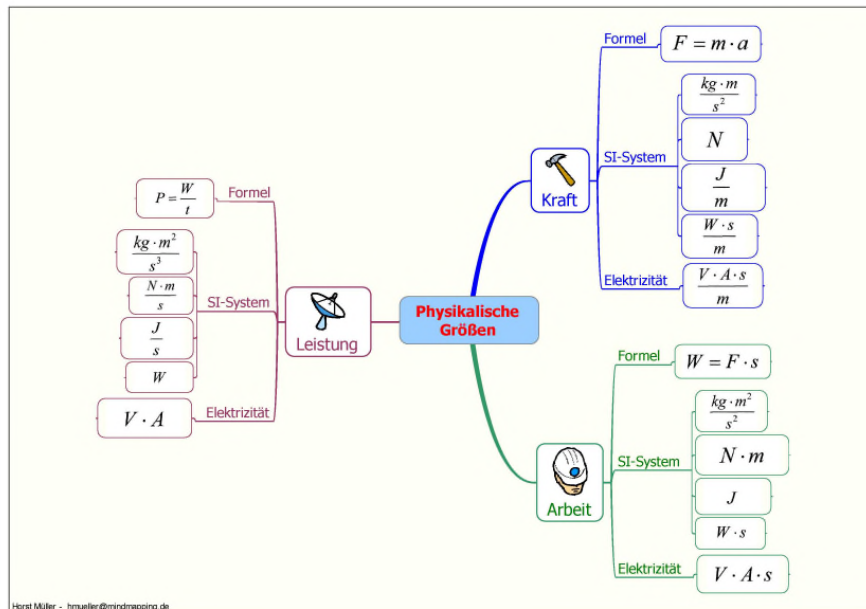 Physikalische
Größen
Kraft
Formel
F = m · a
SI-System
kg · m / s²
N
J / m
W · s / m
Elektrizität
V · A · s / m
Arbeit
Formel
W = F · s
SI-System
kg · m² / s²
N · m
J
W · s
Elektrizität
V · A · s
Leistung
Formel
P = W / t
SI-System
kg · m² / s³
N · m / s
J / s
W
Elektrizität
V · A
Horst Müller - hmueller@mindmapping.de